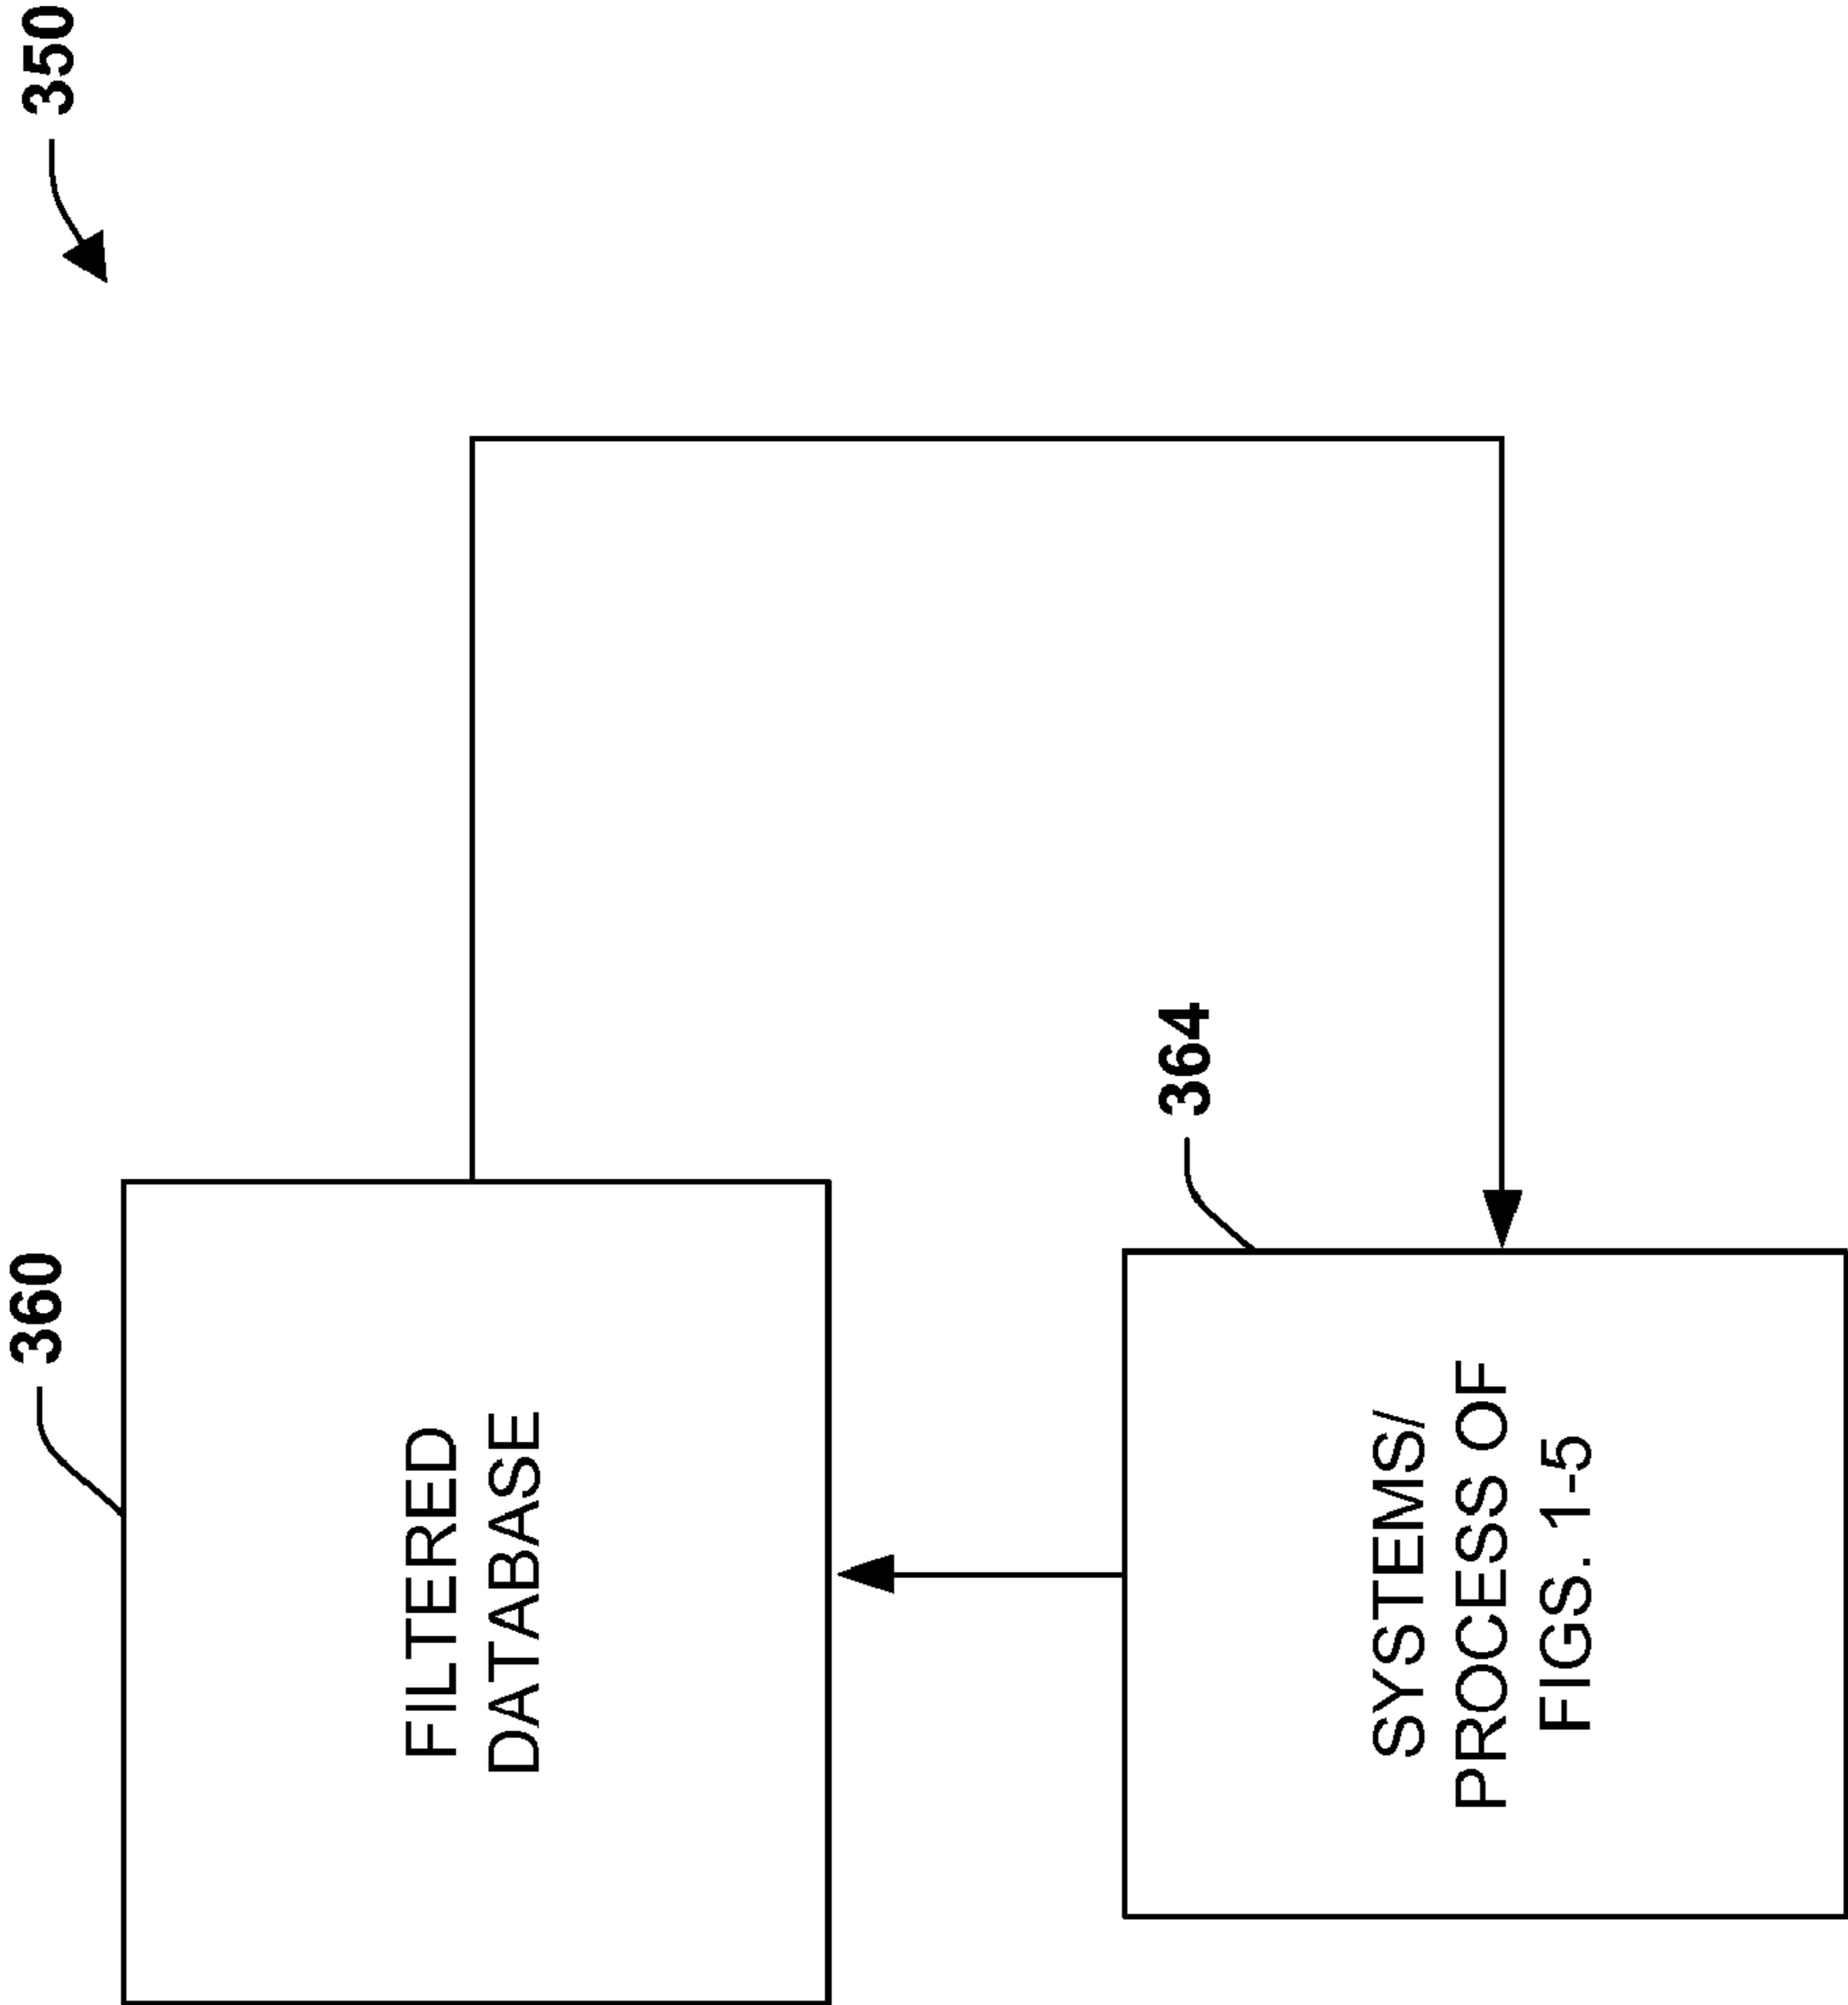 350
360
FILTERED
DATABASE
364
SYSTEMS/
PROCESS OF
FIGS. 1-5